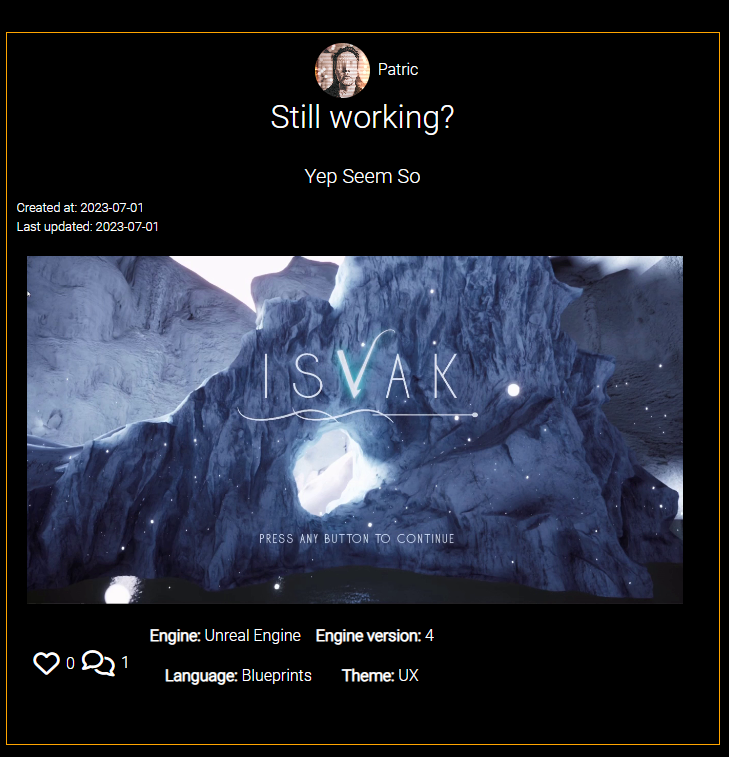 Patric
Still working?
Yep Seem So
Created at: 2023-07-01
Last updated: 2023-07-01
ISVAK
PRESS ANY BUTTON TO CONTINUE
Engine: Unreal Engine Engine version: 4
0 1
Language: Blueprints Theme: UX